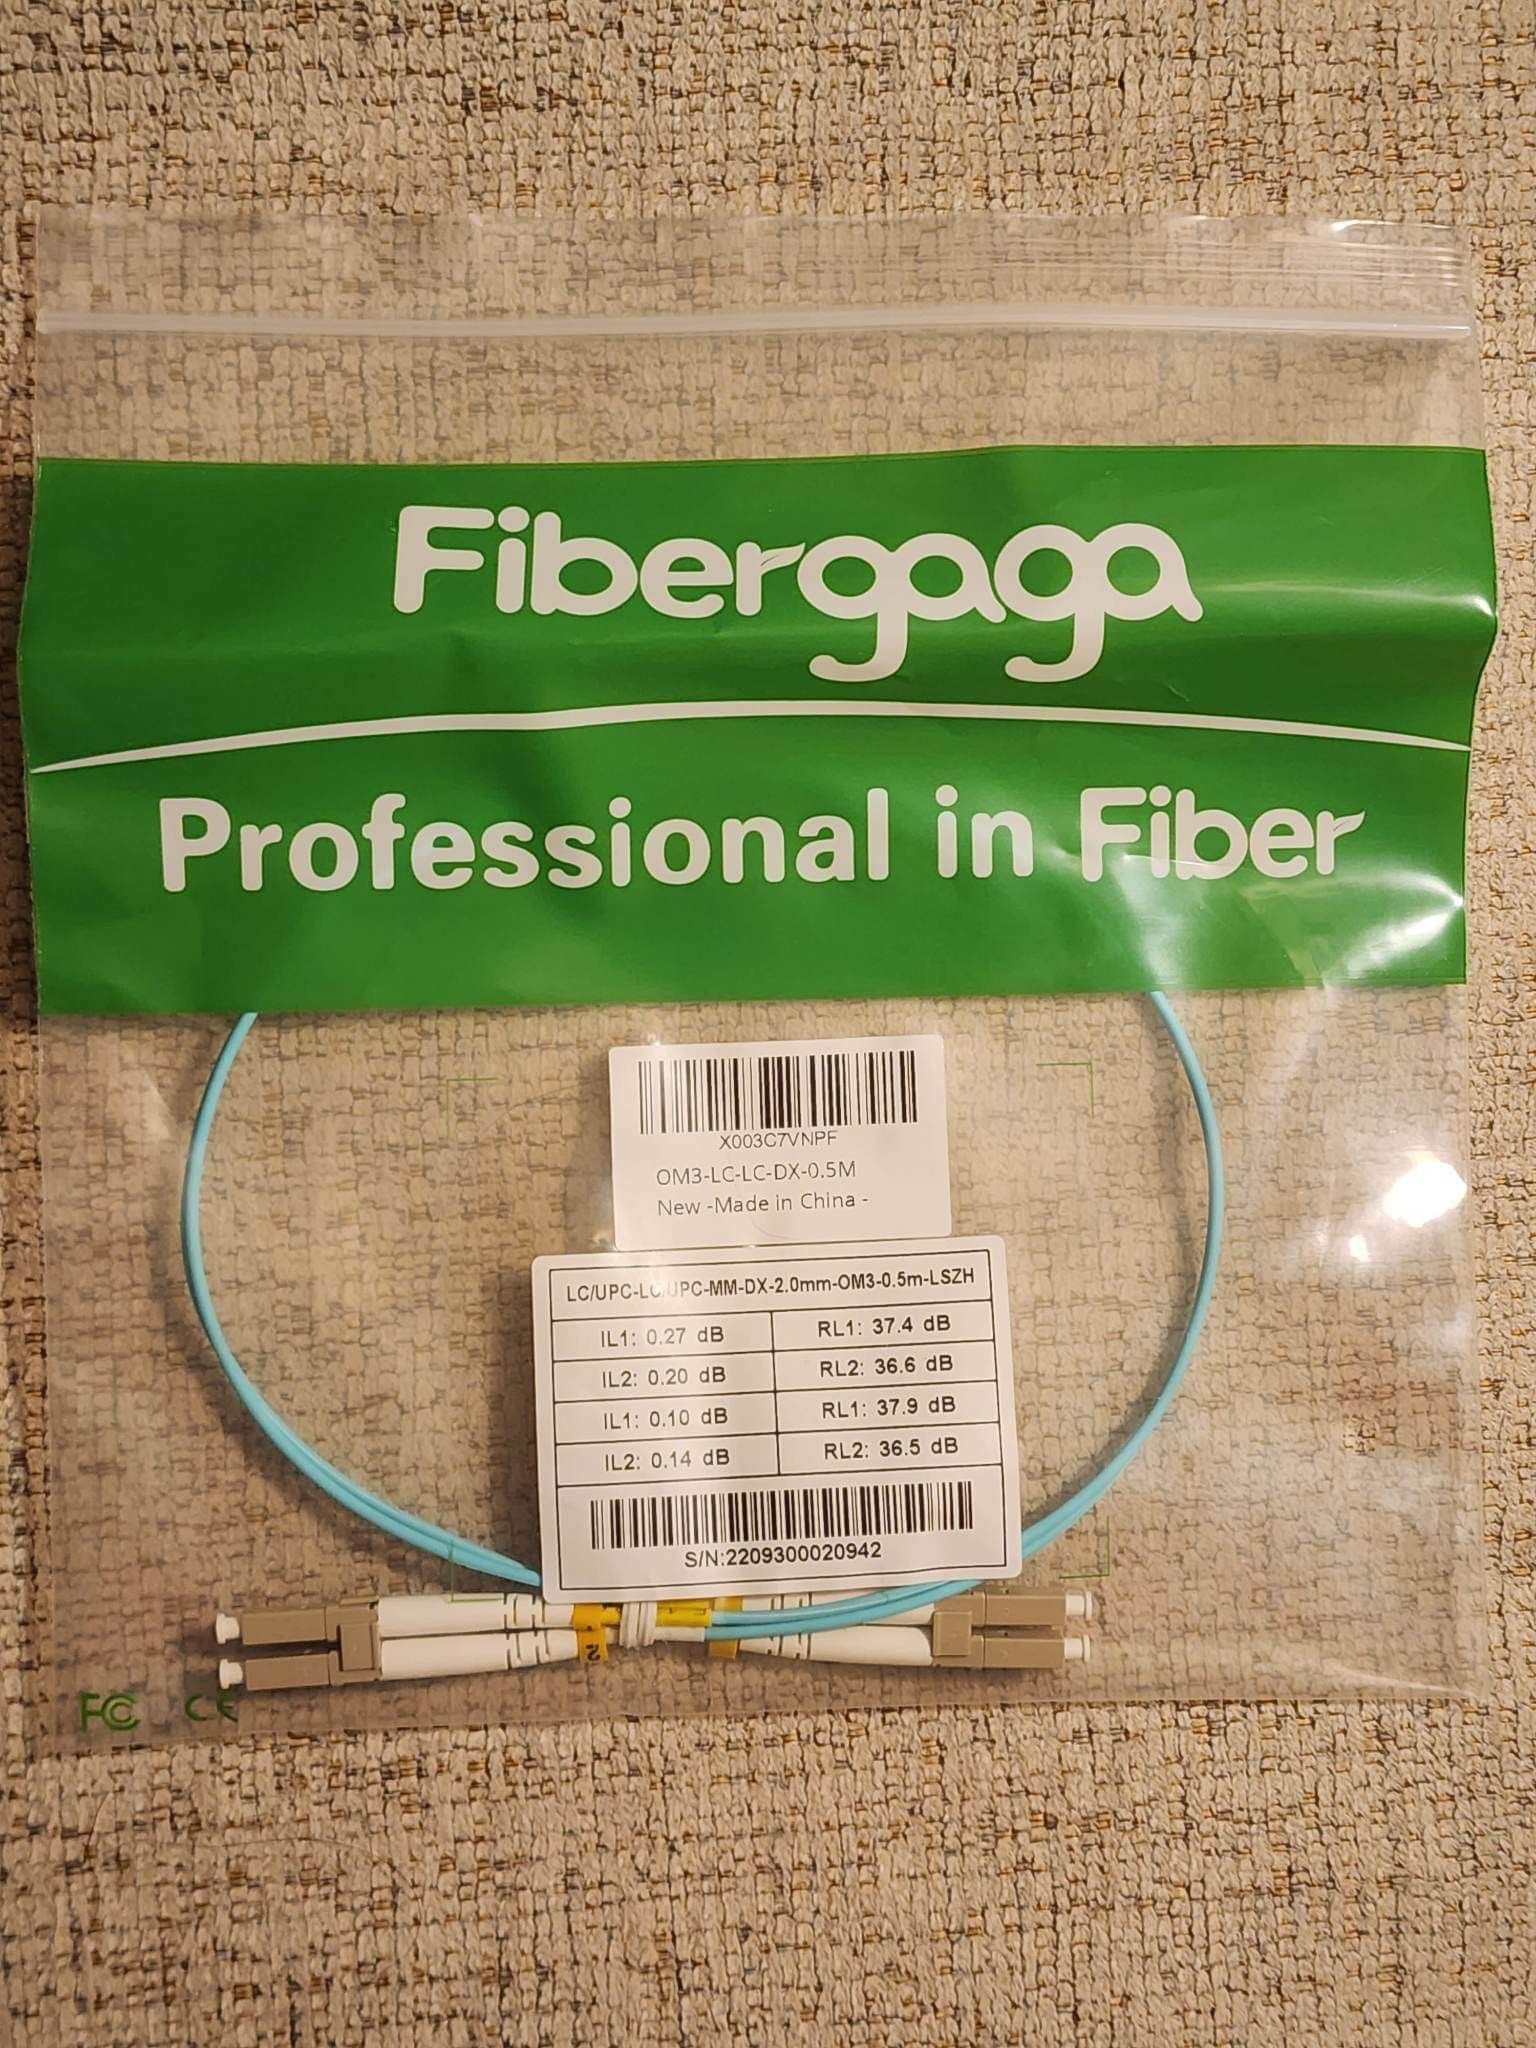 Fibergaga
Professional in Fiber
X003C7VNPF
OM3-LC-LC-DX-0.5M
New -Made in China -
LC/UPC-LC/UPC-MM-DX-2.0mm-OM3-0.5m-LSZH
IL1: 0.27 dB RL1: 37.4 dB
IL2: 0.20 dB RL2: 36.6 dB
IL1: 0.10 dB RL1: 37.9 dB
IL2: 0.14 dB RL2: 36.5 dB
S/N:2209300020942
2
FC CE